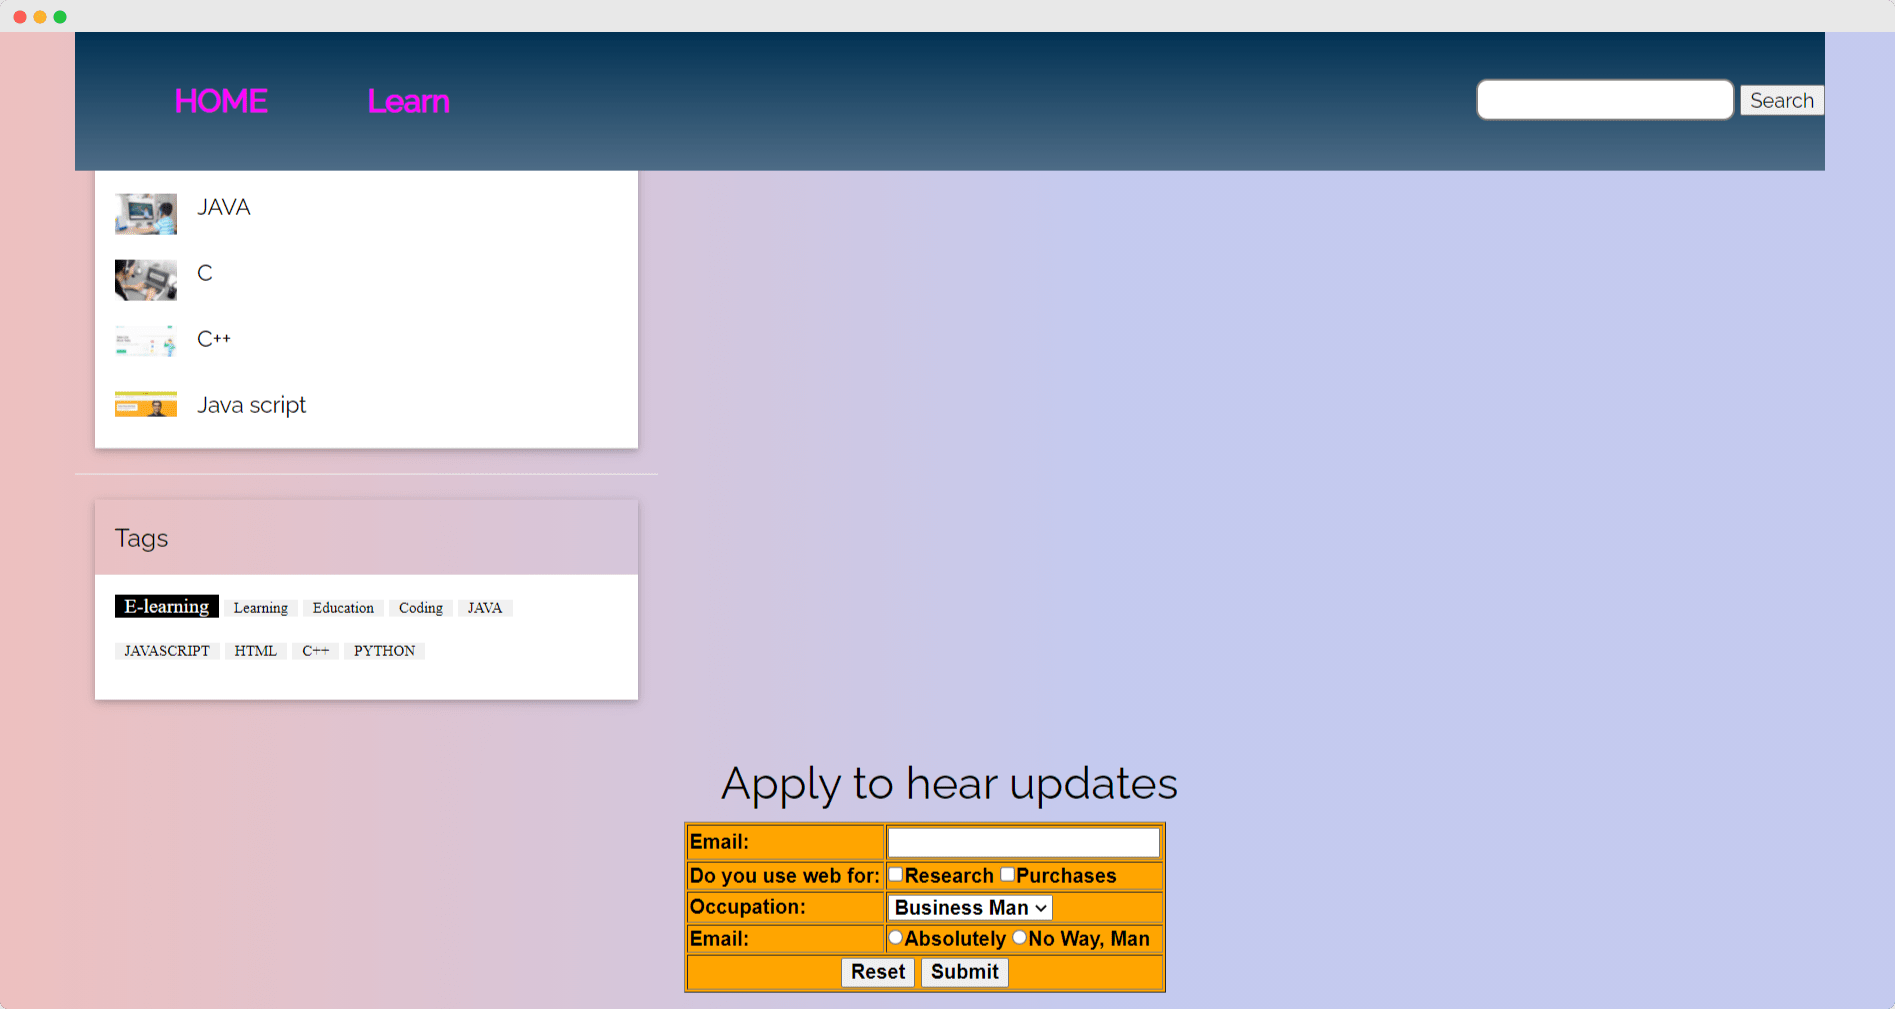 HOME Learn Search
JAVA
C
C++
Java script
Tags
E-learning Learning Education Coding JAVA
JAVASCRIPT HTML C++ PYTHON
Apply to hear updates
Email:
Do you use web for: Research Purchases
Occupation: Business Man
Email: Absolutely No Way, Man
Reset Submit